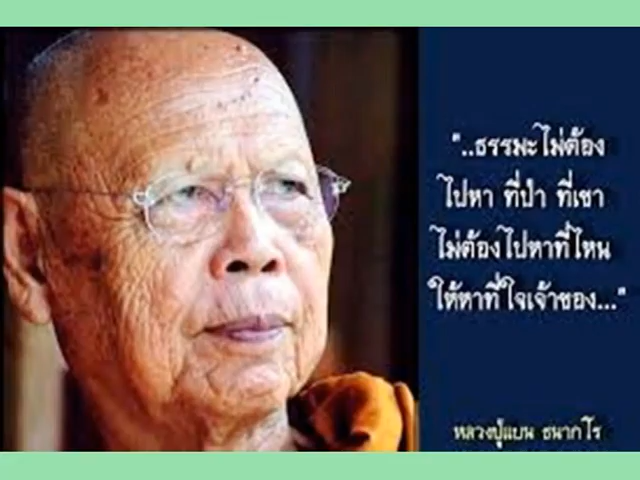 "..ธรรมะไม่ต้อง
ไปหา ที่ป่า ที่เขา
ไม่ต้องไปหาที่ไหน
ให้หาที่ใจเจ้าของ..."
หลวงปู่แบน ธนากโร